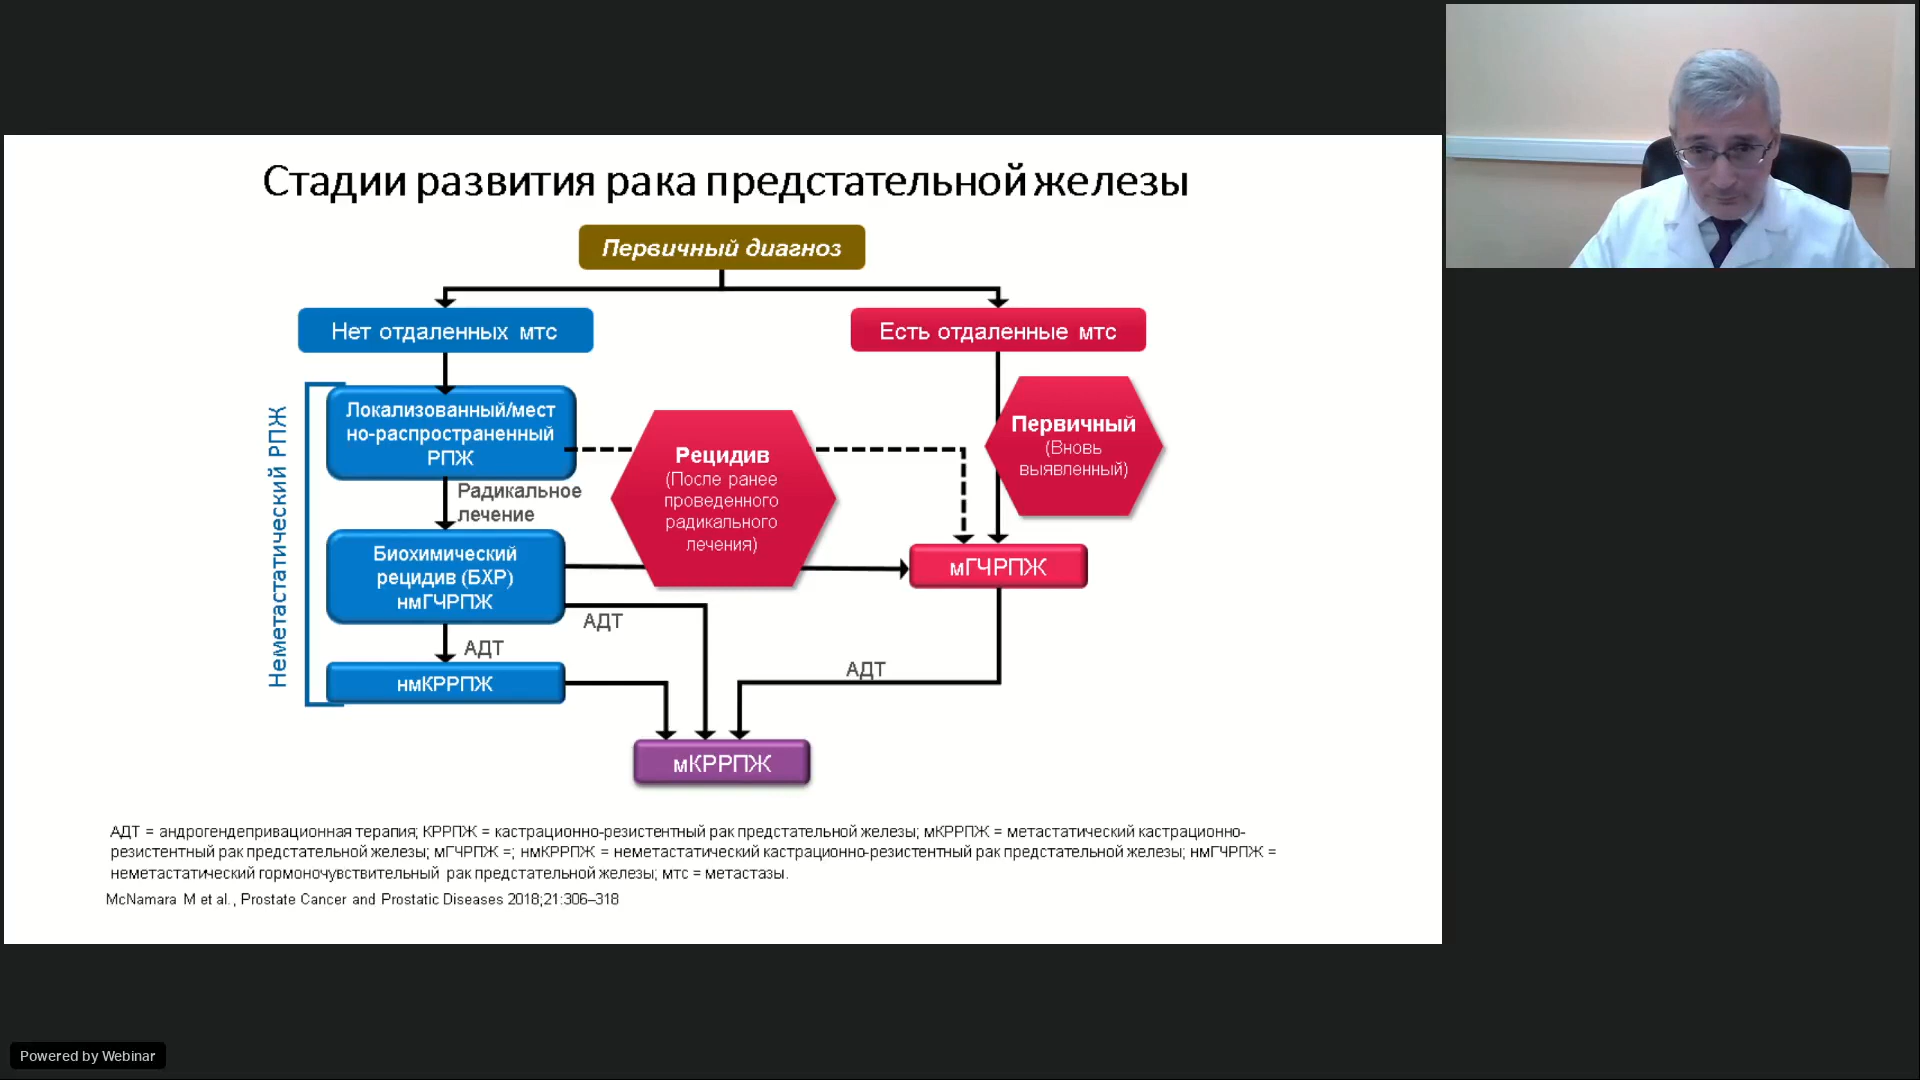 Стадии развития рака предстательной железы
Первичный диагноз
Нет отдаленных мтс
Есть отдаленные мтс
Неметастатический РПЖ
Локализованный/мест
но-распространенный
РПЖ
Рецидив
(После ранее
проведенного
радикального
лечения)
Первичный
(Вновь
выявленный)
Радикальное
лечение
Биохимический
рецидив (БХР)
нмГЧРПЖ
мГЧРПЖ
АДТ
АДТ
АДТ
нмКРРПЖ
мКРРПЖ
АДТ = андрогендепривационная терапия; КРРПЖ = кастрационно-резистентный рак предстательной железы; мКРРПЖ = метастатический кастрационно-
резистентный рак предстательной железы; мГЧРПЖ =; нмКРРПЖ = неметастатический кастрационно-резистентный рак предстательной железы; нмГЧРПЖ =
неметастатический гормоночувствительный рак предстательной железы; мтс = метастазы.
McNamara M et al., Prostate Cancer and Prostatic Diseases 2018;21:306–318
Powered by Webinar